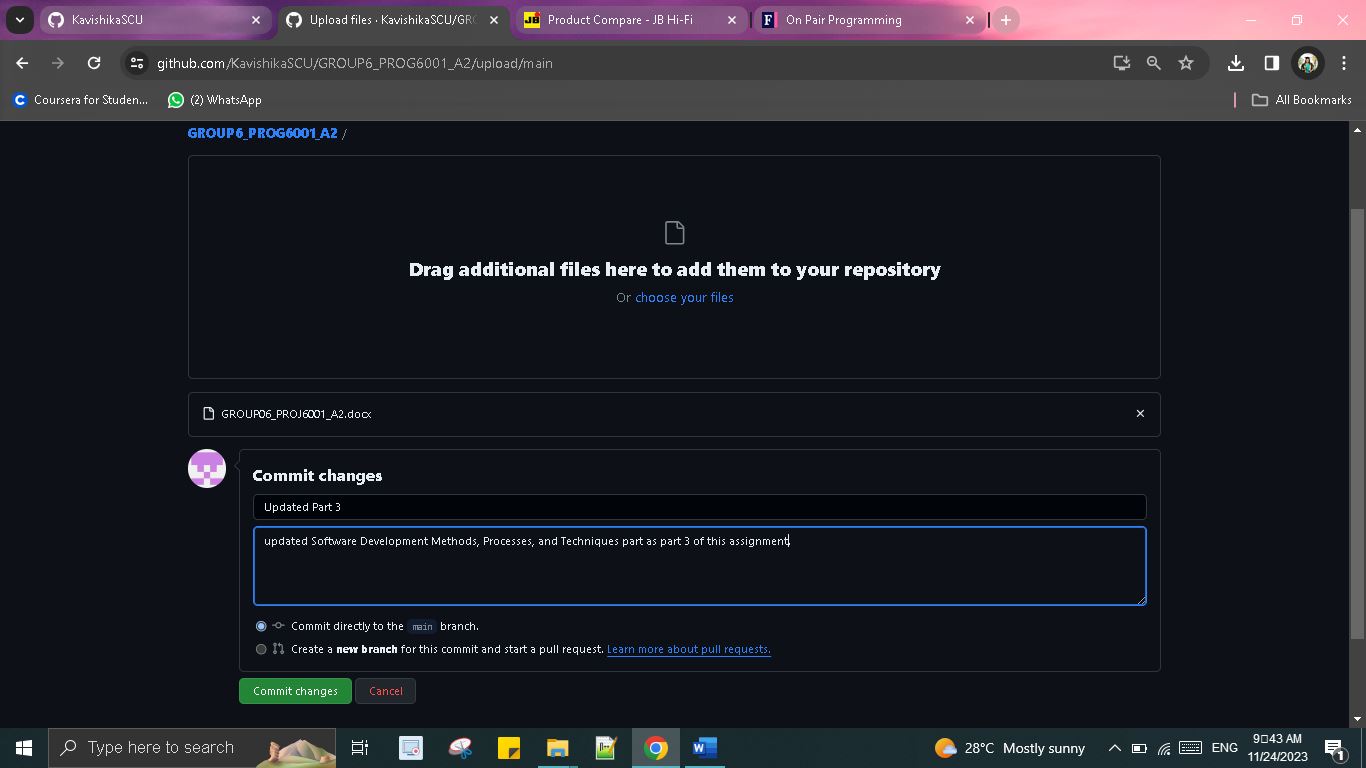 KavishikaSCU
Upload files · KavishikaSCU/GRO
Product Compare - JB Hi-Fi
On Pair Programming
github.com/KavishikaSCU/GROUP6_PROG6001_A2/upload/main
Coursera for Studen...
(2) WhatsApp
All Bookmarks
GROUP6_PROG6001_A2 /
Drag additional files here to add them to your repository
Or choose your files
GROUP06_PROJ6001_A2.docx
Commit changes
Updated Part 3
updated Software Development Methods, Processes, and Techniques part as part 3 of this assignment.
Commit directly to the main branch.
Create a new branch for this commit and start a pull request. Learn more about pull requests.
Commit changes
Cancel
Type here to search
28°C Mostly sunny
ENG
9:43 AM
11/24/2023
1